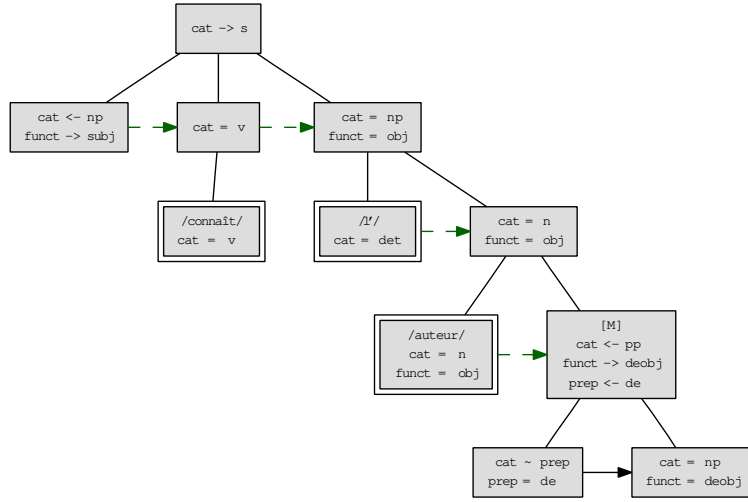 cat -> s
cat <- np
funct -> subj
cat = v
cat = np
funct = obj
/connaît/
cat = v
/l'/
cat = det
cat = n
funct = obj
/auteur/
cat = n
funct = obj
[M]
cat <- pp
funct -> deobj
prep <- de
cat ~ prep
prep = de
cat = np
funct = deobj